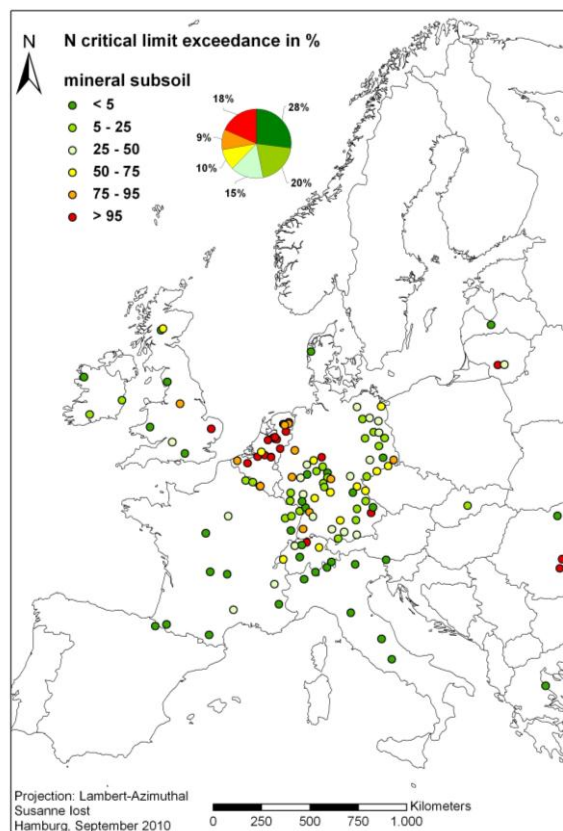 N critical limit exceedance in %
N
mineral subsoil
< 5
5 - 25
25 - 50
50 - 75
75 - 95
> 95
18%
28%
9%
10%
15%
20%
Projection: Lambert-Azimuthal
Susanne Iost
Hamburg, September 2010
Kilometers
0 250 500 750 1.000